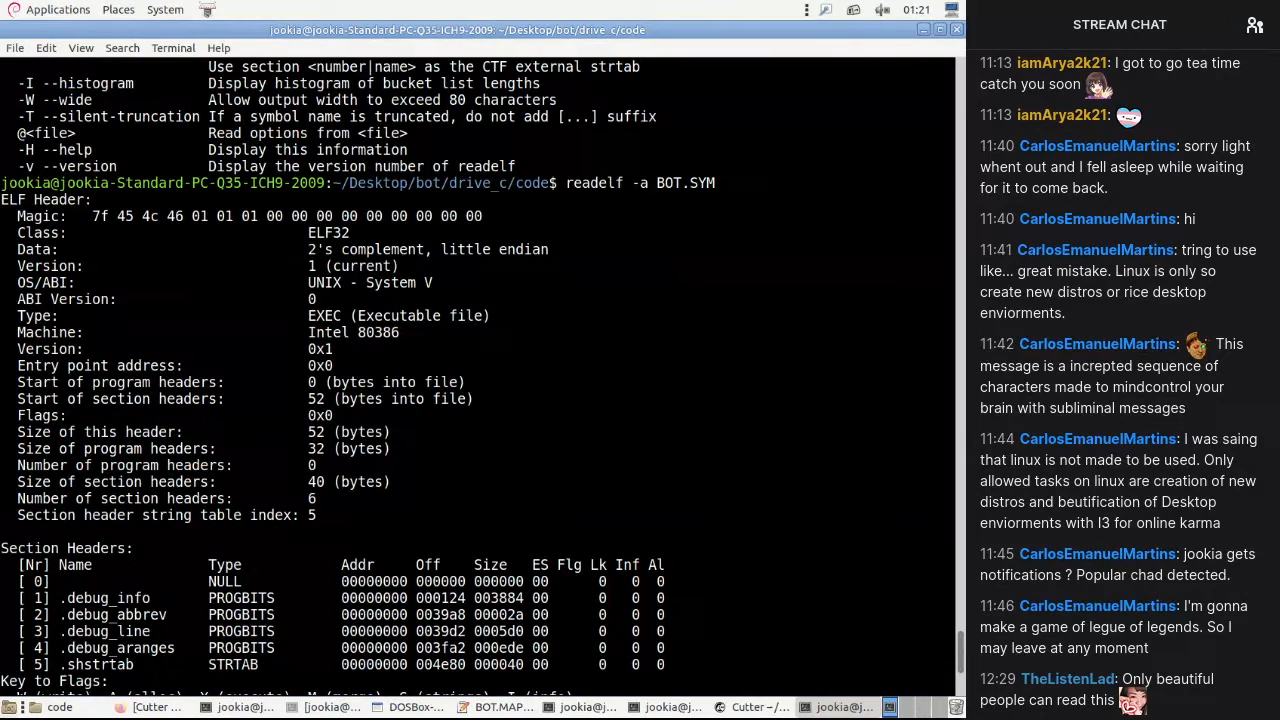 Applications Places System
01:21
jookia@jookia-Standard-PC-Q35-ICH9-2009: ~/Desktop/bot/drive_c/code
File Edit View Search Terminal Help
Use section <number|name> as the CTF external strtab
-I --histogram Display histogram of bucket list lengths
-W --wide Allow output width to exceed 80 characters
-T --silent-truncation If a symbol name is truncated, do not add [...] suffix
@<file> Read options from <file>
-H --help Display this information
-v --version Display the version number of readelf
jookia@jookia-Standard-PC-Q35-ICH9-2009:~/Desktop/bot/drive_c/code$ readelf -a BOT.SYM
ELF Header:
Magic: 7f 45 4c 46 01 01 01 00 00 00 00 00 00 00 00 00
Class: ELF32
Data: 2's complement, little endian
Version: 1 (current)
OS/ABI: UNIX - System V
ABI Version: 0
Type: EXEC (Executable file)
Machine: Intel 80386
Version: 0x1
Entry point address: 0x0
Start of program headers: 0 (bytes into file)
Start of section headers: 52 (bytes into file)
Flags: 0x0
Size of this header: 52 (bytes)
Size of program headers: 32 (bytes)
Number of program headers: 0
Size of section headers: 40 (bytes)
Number of section headers: 6
Section header string table index: 5
Section Headers:
[Nr] Name Type Addr Off Size ES Flg Lk Inf Al
[ 0] NULL 00000000 000000 000000 00 0 0 0
[ 1] .debug_info PROGBITS 00000000 000124 003884 00 0 0 0
[ 2] .debug_abbrev PROGBITS 00000000 0039a8 00002a 00 0 0 0
[ 3] .debug_line PROGBITS 00000000 0039d2 0005d0 00 0 0 0
[ 4] .debug_aranges PROGBITS 00000000 003fa2 000ede 00 0 0 0
[ 5] .shstrtab STRTAB 00000000 004e80 000040 00 0 0 0
Key to Flags:
code
[Cutter ...
jookia@j...
[jookia@...
DOSBox-...
BOT.MAP...
jookia@j...
jookia@j...
Cutter –/...
jookia@j...
STREAM CHAT
11:13 iamArya2k21: I got to go tea time
catch you soon
11:13 iamArya2k21:
11:40 CarlosEmanuelMartins: sorry light
whent out and I fell asleep while waiting
for it to come back.
11:40 CarlosEmanuelMartins: hi
11:41 CarlosEmanuelMartins: tring to use
like... great mistake. Linux is only so
create new distros or rice desktop
enviorments.
11:42 CarlosEmanuelMartins: This
message is a increpted sequence of
characters made to mindcontrol your
brain with subliminal messages
11:44 CarlosEmanuelMartins: I was saing
that linux is not made to be used. Only
allowed tasks on linux are creation of new
distros and beutification of Desktop
enviorments with I3 for online karma
11:45 CarlosEmanuelMartins: jookia gets
notifications ? Popular chad detected.
11:46 CarlosEmanuelMartins: I'm gonna
make a game of legue of legends. So I
may leave at any moment
12:29 TheListenLad: Only beautiful
people can read this